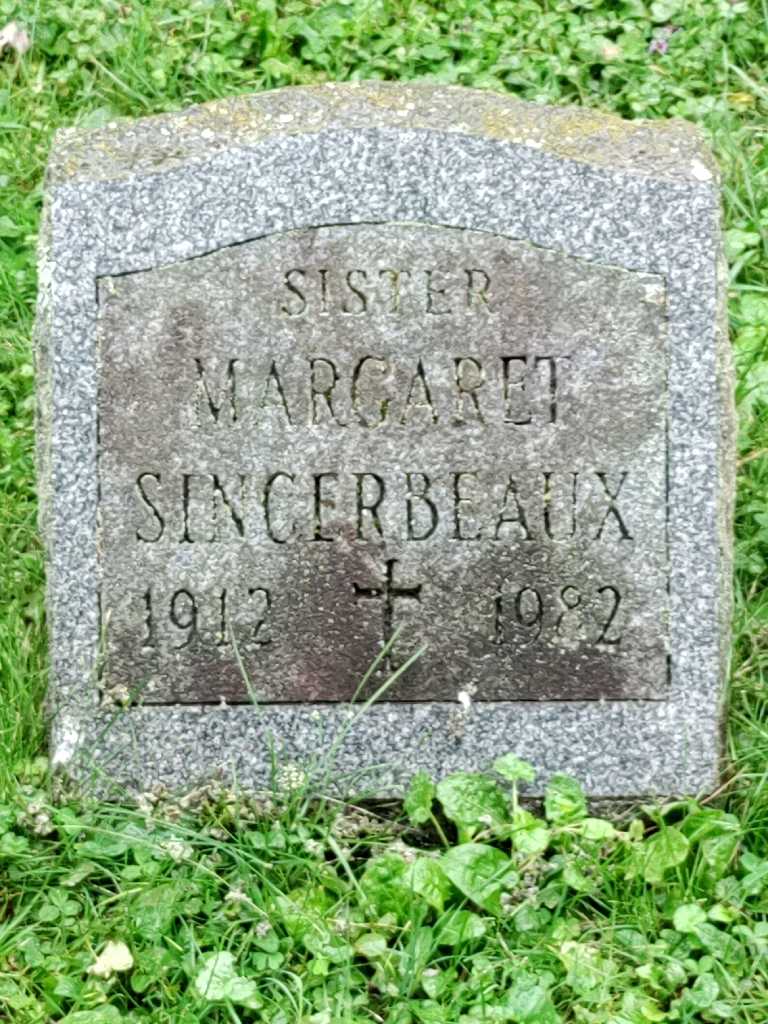 SISTER
MARGARET
SINCERBEAUX
1912 1982